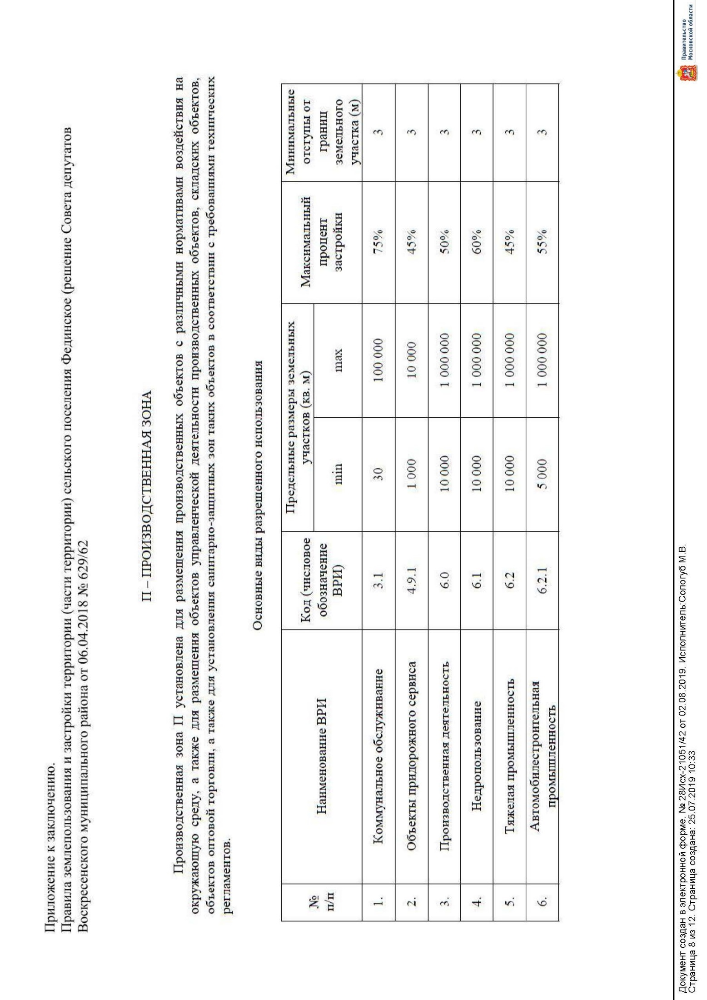 Приложение к заключению.
Правила землепользования и застройки территории (части территории) сельского поселения Фединское (решение Совета депутатов
Воскресенского муниципального района от 06.04.2018 № 629/62
П – ПРОИЗВОДСТВЕННАЯ ЗОНА
Производственная зона П установлена для размещения производственных объектов с различными нормативами воздействия на
окружающую среду, а также для размещения объектов управленческой деятельности производственных объектов, складских объектов,
объектов оптовой торговли, а также для установления санитарно-защитных зон таких объектов в соответствии с требованиями технических
регламентов.
Основные виды разрешенного использования
№ п/п Наименование ВРИ Код (числовое обозначение ВРИ) Предельные размеры земельных участков (кв. м) Максимальный процент застройки Минимальные отступы от границ земельного участка (м)
min max
1. Коммунальное обслуживание 3.1 30 100 000 75% 3
2. Объекты придорожного сервиса 4.9.1 1 000 10 000 45% 3
3. Производственная деятельность 6.0 10 000 1 000 000 50% 3
4. Недропользование 6.1 10 000 1 000 000 60% 3
5. Тяжелая промышленность 6.2 10 000 1 000 000 45% 3
6. Автомобилестроительная промышленность 6.2.1 5 000 1 000 000 55% 3
Документ создан в электронной форме. № 28Исх-21051/42 от 02.08.2019. Исполнитель:Сологуб М.В.
Страница 8 из 12. Страница создана: 25.07.2019 10:33
Правительство
Московской области